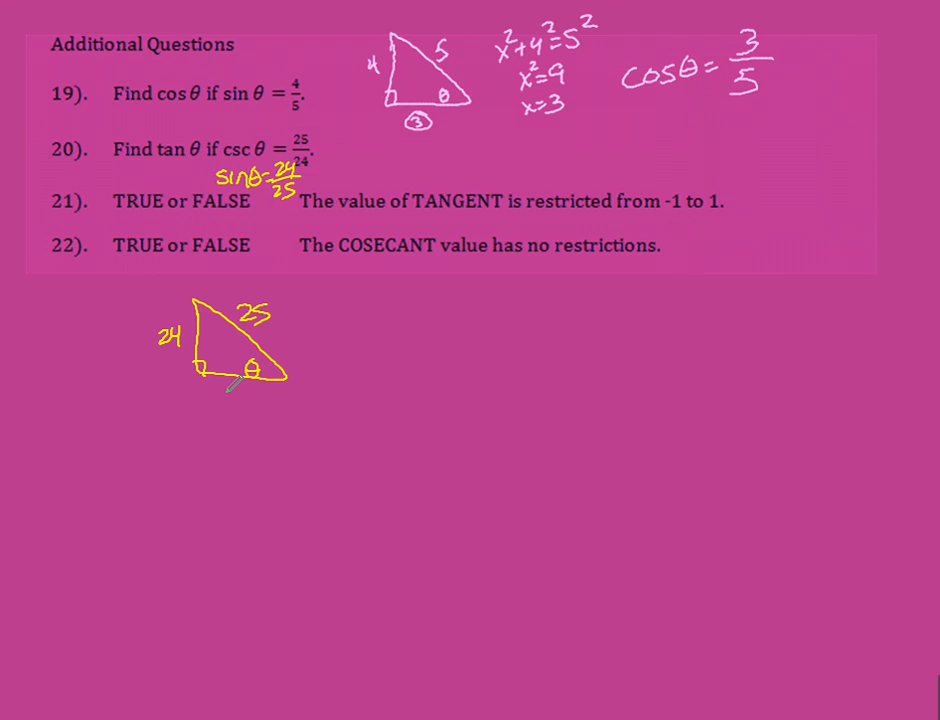 Additional Questions
19). Find cos θ if sin θ = 4/5.
4
5
θ
3
x²+4²=5²
x²=9
x=3
cosθ = 3/5
20). Find tan θ if csc θ = 25/24.
sinθ=24/25
21). TRUE or FALSE The value of TANGENT is restricted from -1 to 1.
22). TRUE or FALSE The COSECANT value has no restrictions.
25
24
θ